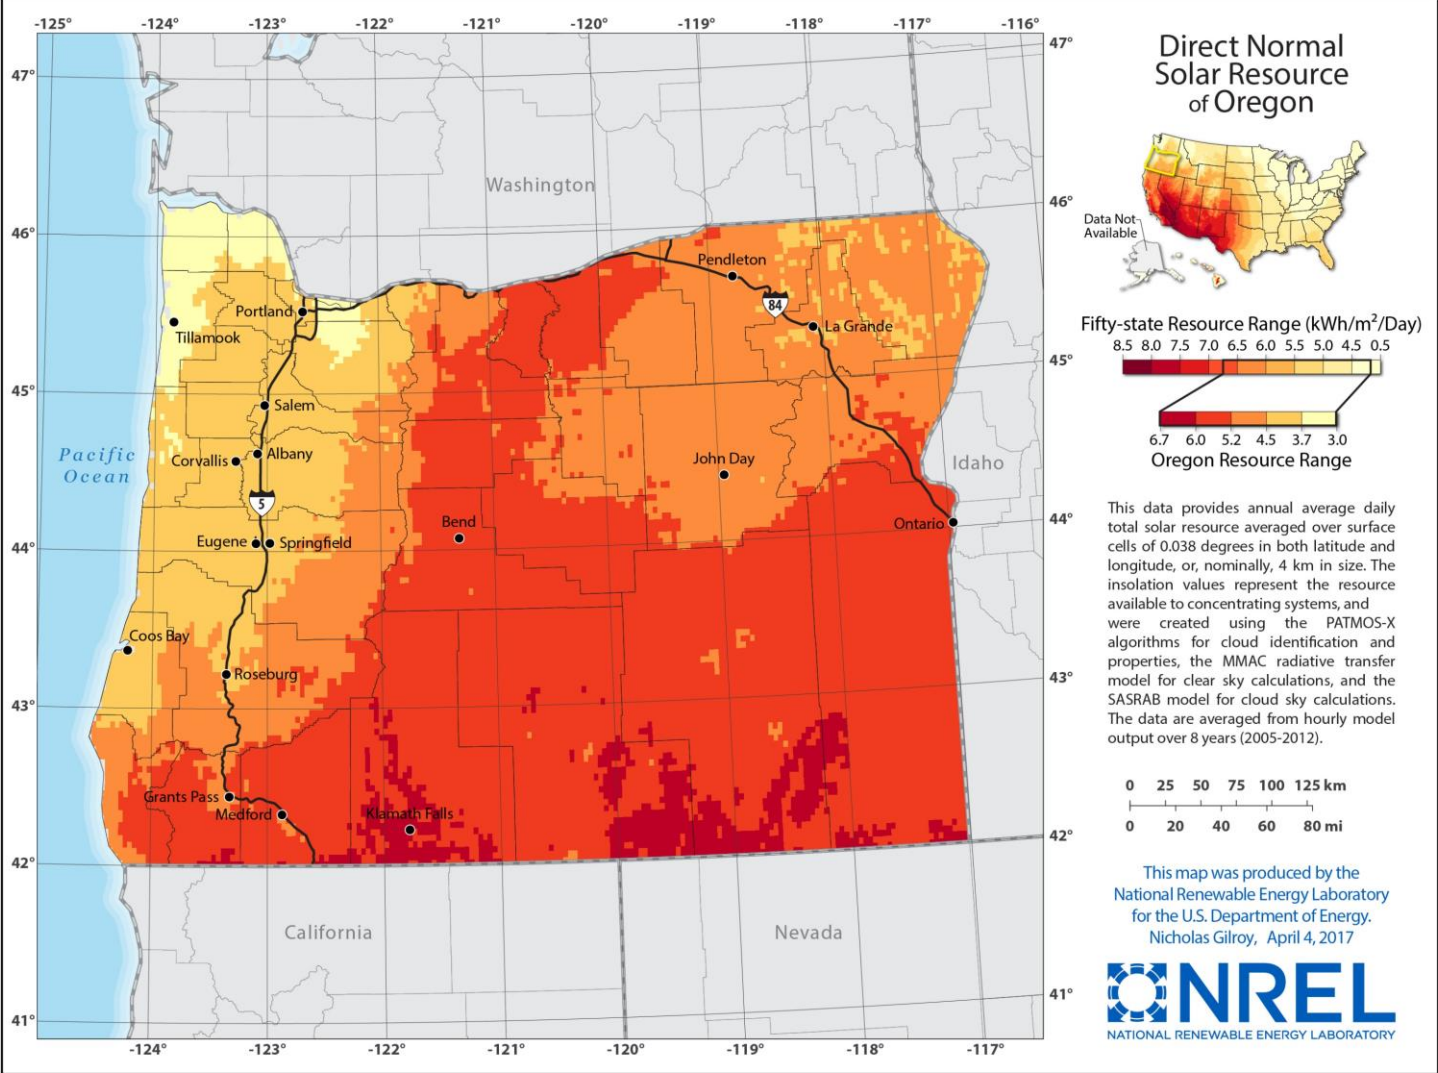 -125° -124° -123° -122° -121° -120° -119° -118° -117° -116°
47° 47°
Washington
46° 46°
Pendleton
84
Portland
La Grande
Tillamook
45° 45°
Salem
Pacific
Ocean
Corvallis Albany
John Day
Idaho
5
Bend
Ontario
44° 44°
Eugene Springfield
Coos Bay
Roseburg
43° 43°
Grants Pass
Medford
Klamath Falls
42° 42°
California
Nevada
41° 41°
-124° -123° -122° -121° -120° -119° -118° -117°
Direct Normal
Solar Resource
of Oregon
Data Not
Available
Fifty-state Resource Range (kWh/m²/Day)
8.5 8.0 7.5 7.0 6.5 6.0 5.5 5.0 4.5 0.5
6.7 6.0 5.2 4.5 3.7 3.0
Oregon Resource Range
This data provides annual average daily
total solar resource averaged over surface
cells of 0.038 degrees in both latitude and
longitude, or, nominally, 4 km in size. The
insolation values represent the resource
available to concentrating systems, and
were created using the PATMOS-X
algorithms for cloud identification and
properties, the MMAC radiative transfer
model for clear sky calculations, and the
SASRAB model for cloud sky calculations.
The data are averaged from hourly model
output over 8 years (2005-2012).
0 25 50 75 100 125 km
0 20 40 60 80 mi
This map was produced by the
National Renewable Energy Laboratory
for the U.S. Department of Energy.
Nicholas Gilroy, April 4, 2017
NREL
NATIONAL RENEWABLE ENERGY LABORATORY